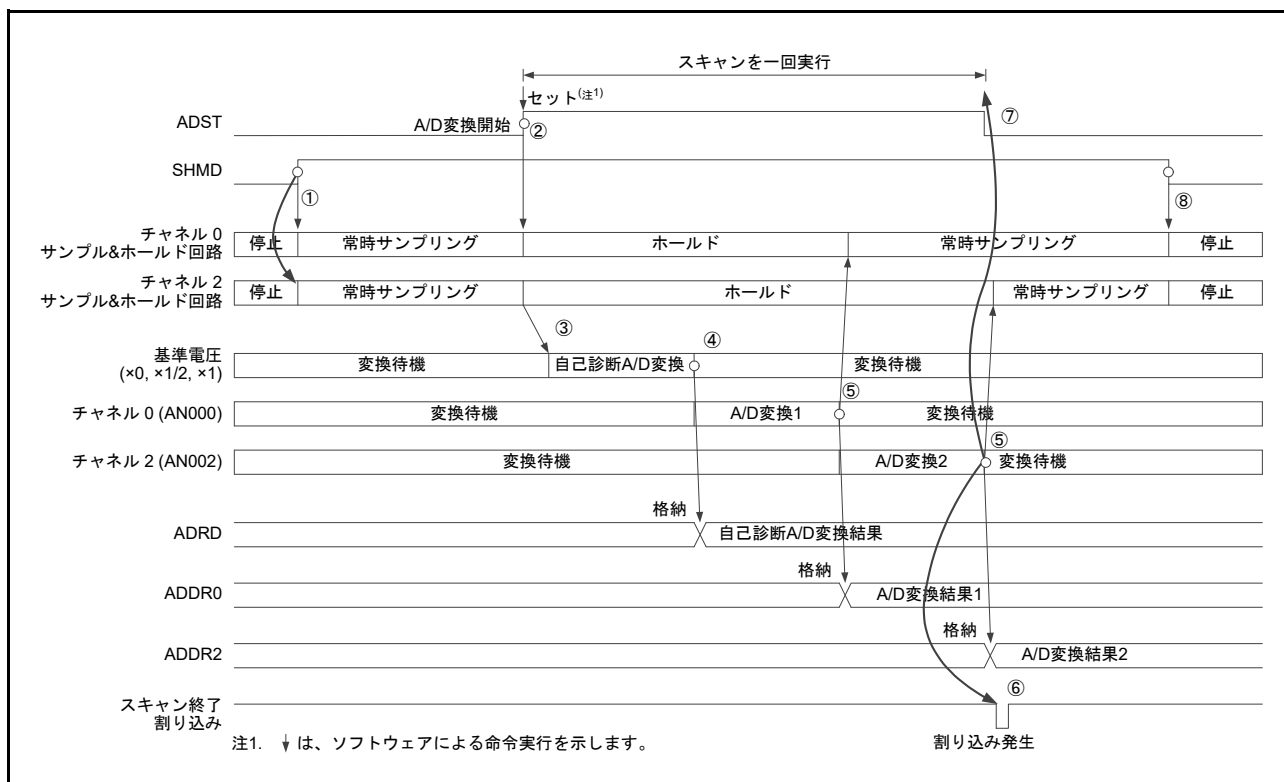 スキャンを一回実行
セット(注1)
ADST
A/D変換開始
②
⑦
SHMD
①
⑧
チャネル 0
サンプル&ホールド回路
停止
常時サンプリング
ホールド
常時サンプリング
停止
チャネル 2
サンプル&ホールド回路
停止
常時サンプリング
ホールド
常時サンプリング
停止
③
④
基準電圧
(×0, ×1/2, ×1)
変換待機
自己診断A/D変換
変換待機
⑤
チャネル 0 (AN000)
変換待機
A/D変換1
変換待機
⑤
チャネル 2 (AN002)
変換待機
A/D変換2
変換待機
格納
ADRD
自己診断A/D変換結果
格納
ADDR0
A/D変換結果1
格納
ADDR2
A/D変換結果2
⑥
スキャン終了
割り込み
注1. ↓ は、ソフトウェアによる命令実行を示します。
割り込み発生